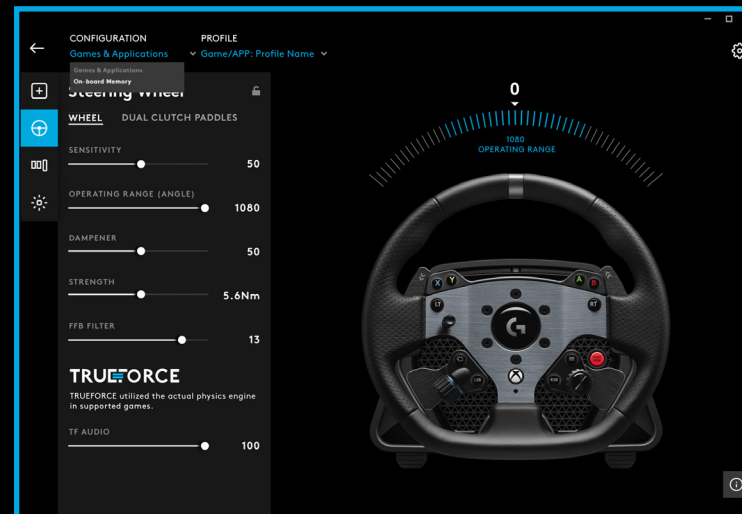 CONFIGURATION
PROFILE
Games & Applications
Game/APP: Profile Name
Games & Applications
On-board Memory
Steering Wheel
WHEEL
DUAL CLUTCH PADDLES
SENSITIVITY
50
OPERATING RANGE (ANGLE)
1080
DAMPENER
50
STRENGTH
5.6Nm
FFB FILTER
13
TRUEFORCE
TRUEFORCE utilized the actual physics engine
in supported games.
TF AUDIO
100
0
1080
OPERATING RANGE
X Y A B
LT RT
G
LSB RSB